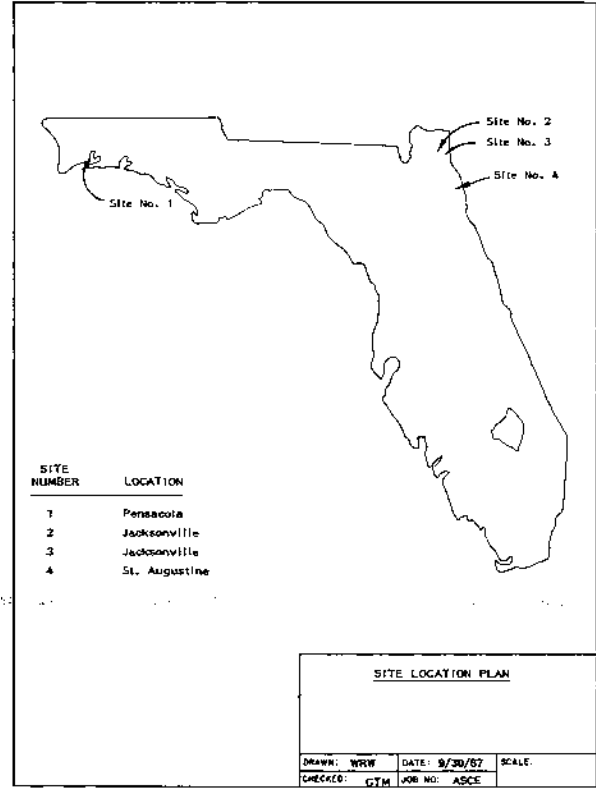 Site No. 2
Site No. 3
Site No. 4
Site No. 1
SITE NUMBER LOCATION
1 Pensacola
2 Jacksonville
3 Jacksonville
4 St. Augustine
SITE LOCATION PLAN
DRAWN: WRW DATE: 9/30/87 SCALE:
CHECKED: GTM JOB NO: ASCE